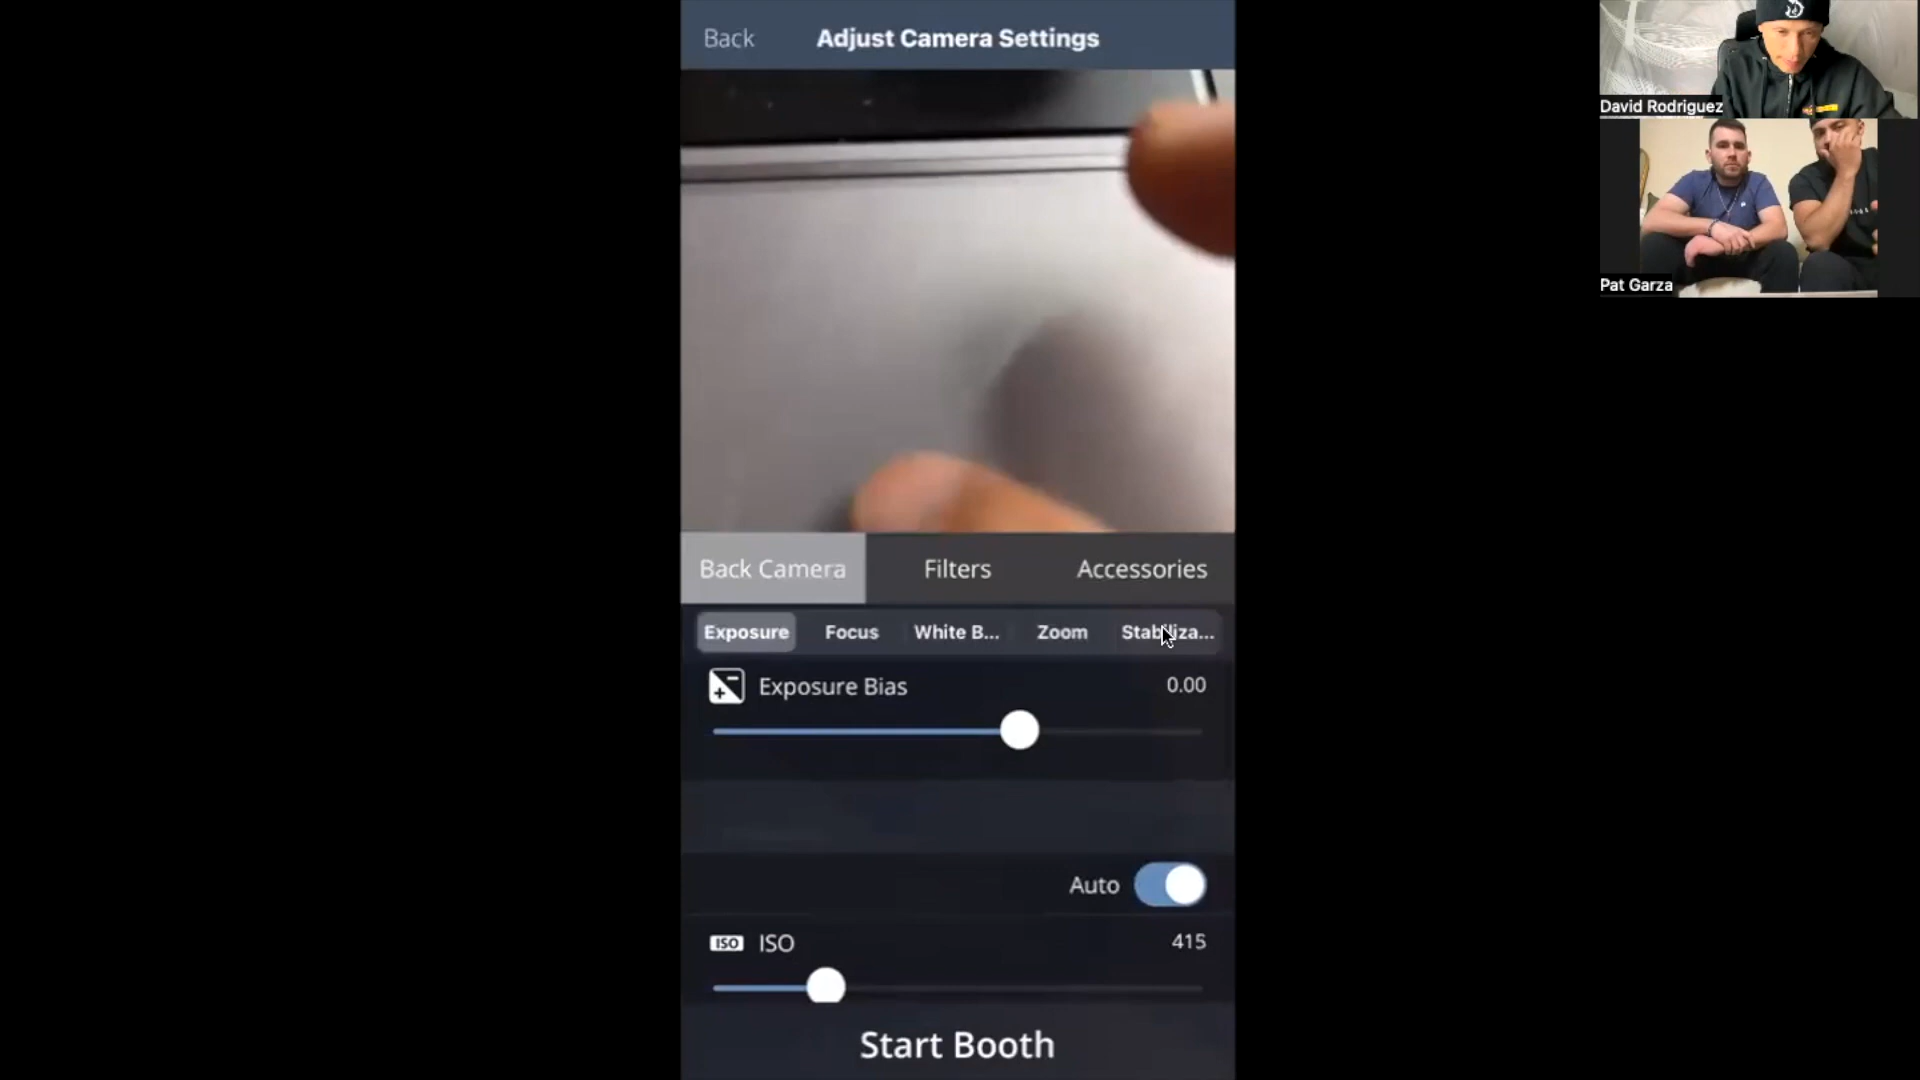 Back
Adjust Camera Settings
David Rodriguez
Pat Garza
Back Camera
Filters
Accessories
Exposure
Focus
White B...
Zoom
Stabiliza...
Exposure Bias
0.00
Auto
ISO
ISO
415
Start Booth